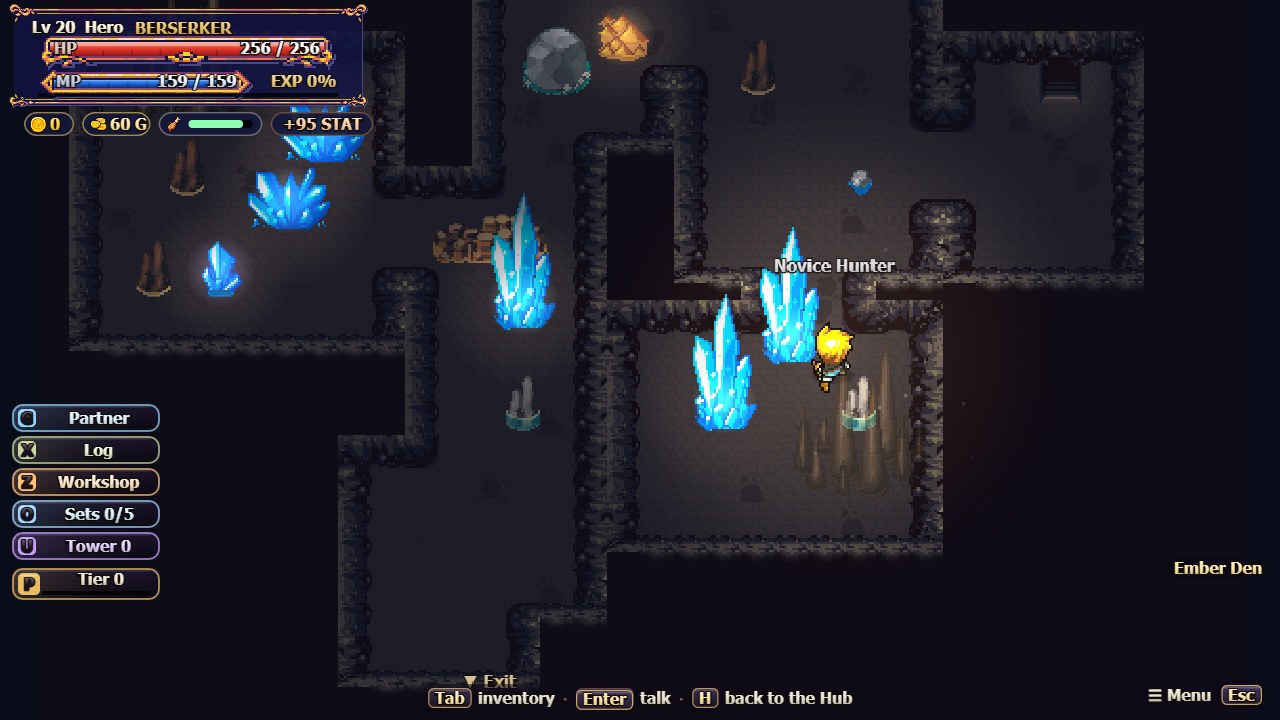 Lv 20 Hero BERSERKER
HP 256 / 256
MP 159 / 159 EXP 0%
0 60 G +95 STAT
Novice Hunter
Partner
X Log
Z Workshop
Sets 0/5
U Tower 0
P Tier 0
Ember Den
▼ Exit
Tab inventory · Enter talk · H back to the Hub
☰ Menu Esc